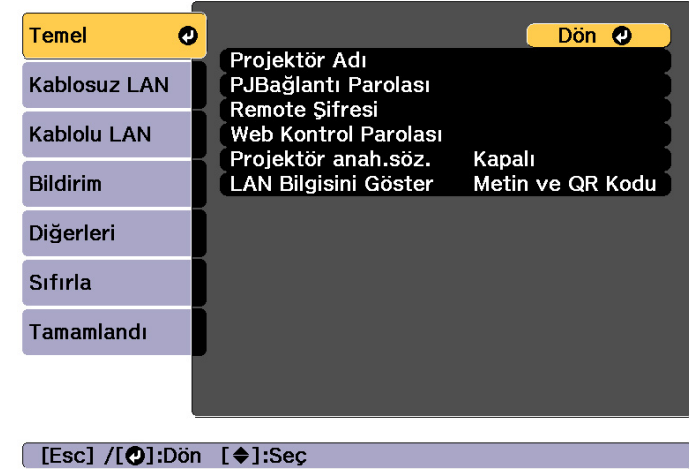 Temel
Kablosuz LAN
Kablolu LAN
Bildirim
Diğerleri
Sıfırla
Tamamlandı
Dön
Projektör Adı
PJBağlantı Parolası
Remote Şifresi
Web Kontrol Parolası
Projektör anah.söz. Kapalı
LAN Bilgisini Göster Metin ve QR Kodu
[Esc] /[⏎]:Dön [◆]:Seç